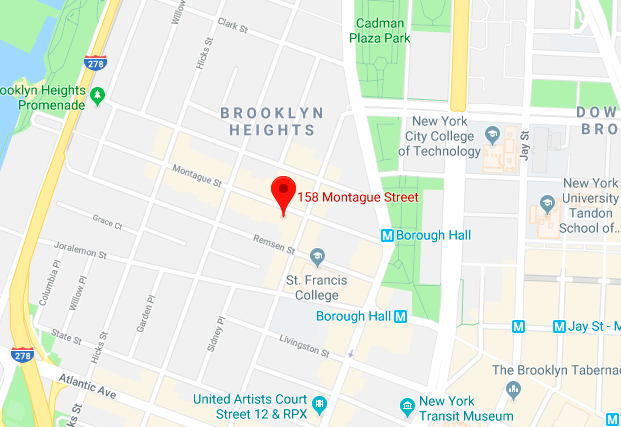 Willow
Clark St
Cadman
Plaza Park
Hicks St
278
ooklyn Heights
Promenade
BROOKLYN
HEIGHTS
New York
City College
of Technology
Jay St
DOW
BRO
Montague St
158 Montague Street
New York
University
Tandon
School of...
Grace Ct
M Borough Hall
Remsen St
Joralemon St
St. Francis
College
Columbia Pl
Willow Pl
Garden Pl
Sidney Pl
Borough Hall M
M
M Jay St - M
State St
Hicks St
Livingston St
278
Atlantic Ave
The Brooklyn Tabernac
United Artists Court
Street 12 & RPX
New York
Transit Museum
ks St
M